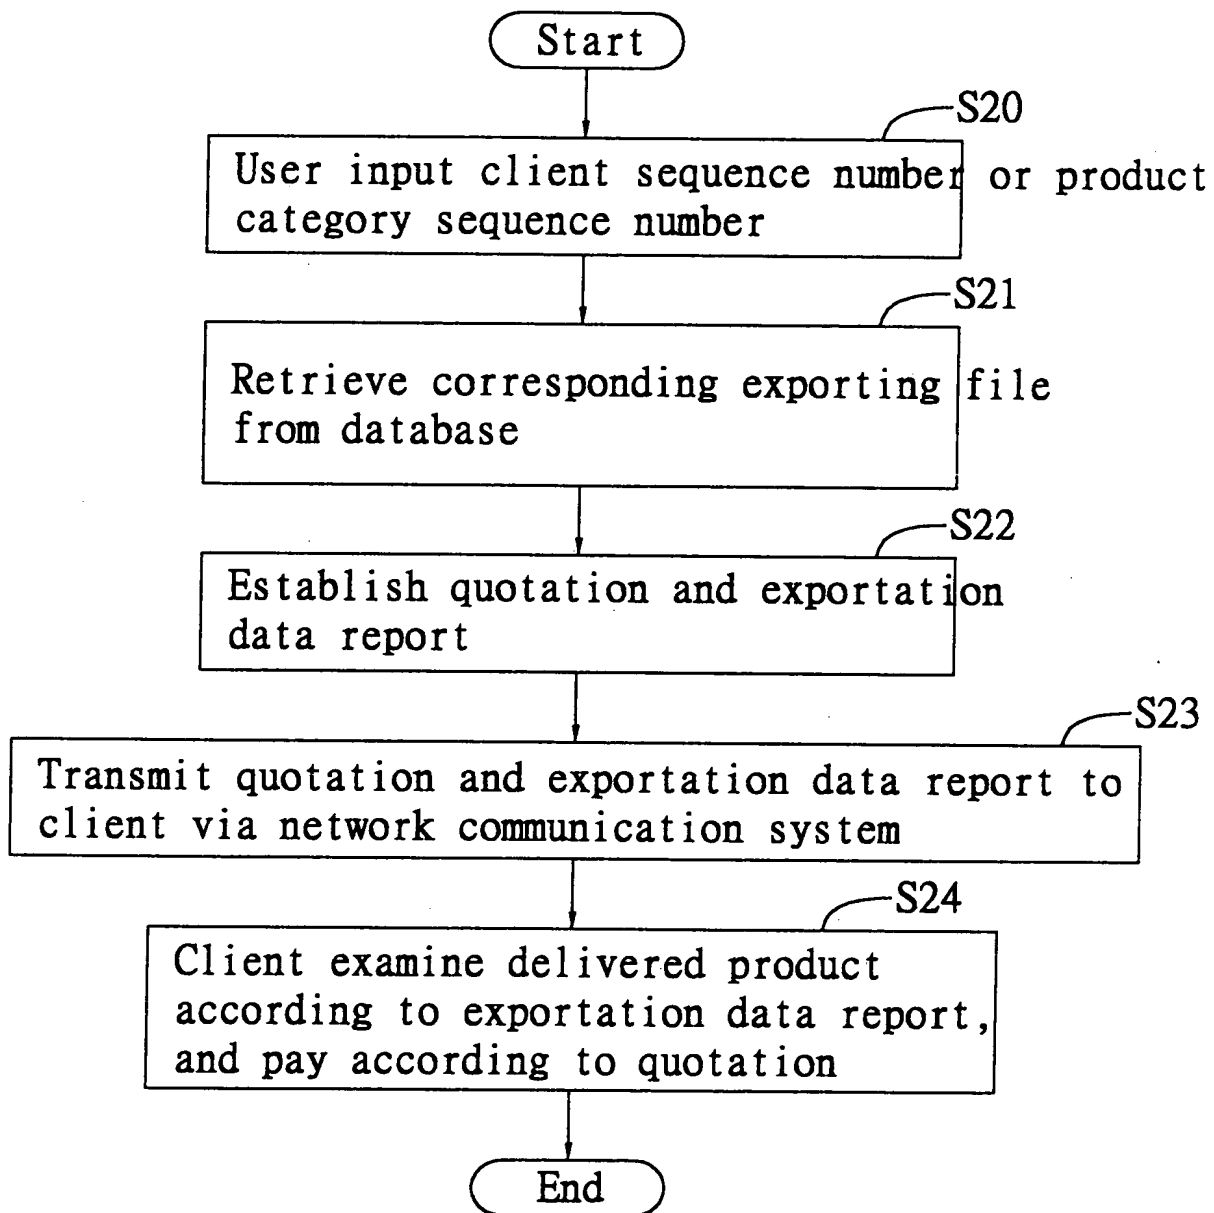 Start
S20
User input client sequence number or product
category sequence number
S21
Retrieve corresponding exporting file
from database
S22
Establish quotation and exportation
data report
S23
Transmit quotation and exportation data report to
client via network communication system
S24
Client examine delivered product
according to exportation data report,
and pay according to quotation
End